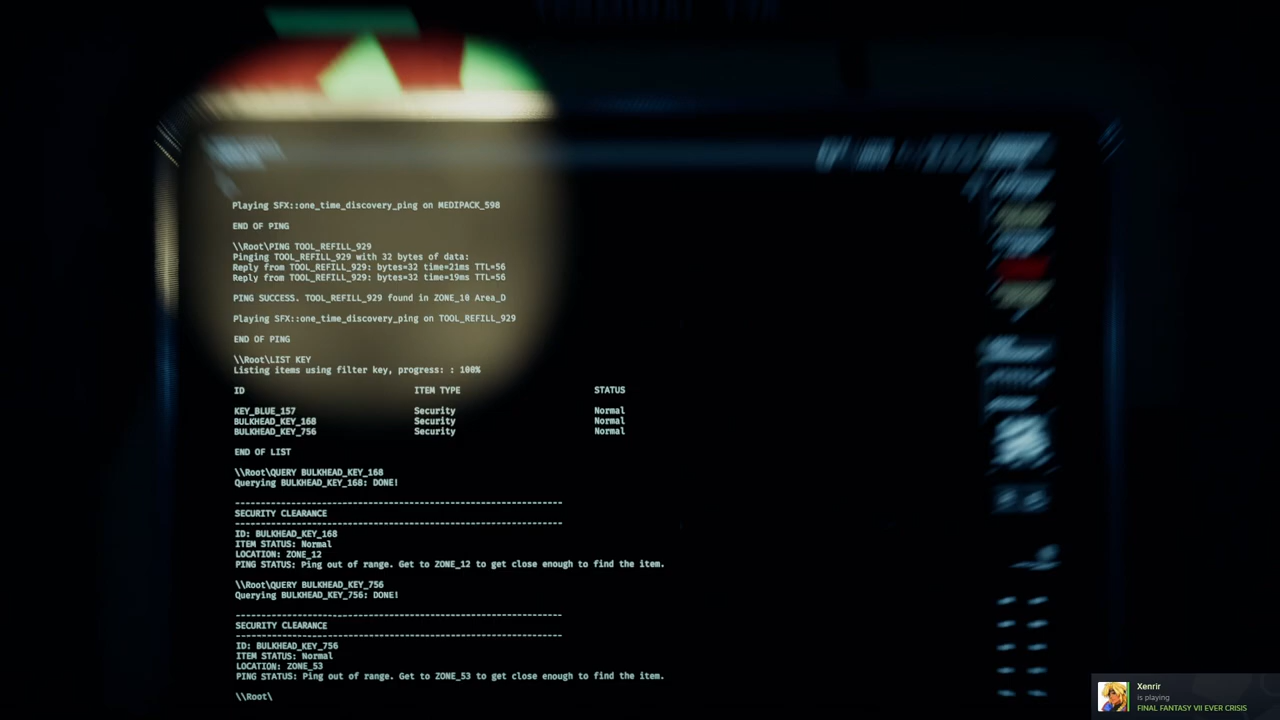 Playing SFX::one_time_discovery_ping on MEDIPACK_598
END OF PING
\\Root\PING TOOL_REFILL_929
Pinging TOOL_REFILL_929 with 32 bytes of data:
Reply from TOOL_REFILL_929: bytes=32 time=21ms TTL=56
Reply from TOOL_REFILL_929: bytes=32 time=19ms TTL=56
PING SUCCESS. TOOL_REFILL_929 found in ZONE_10 Area_D
Playing SFX::one_time_discovery_ping on TOOL_REFILL_929
END OF PING
\\Root\LIST KEY
Listing items using filter key, progress: : 100%
ID ITEM TYPE STATUS
KEY_BLUE_157 Security Normal
BULKHEAD_KEY_168 Security Normal
BULKHEAD_KEY_756 Security Normal
END OF LIST
\\Root\QUERY BULKHEAD_KEY_168
Querying BULKHEAD_KEY_168: DONE!
----------------------------------------------------------------
SECURITY CLEARANCE
----------------------------------------------------------------
ID: BULKHEAD_KEY_168
ITEM STATUS: Normal
LOCATION: ZONE_12
PING STATUS: Ping out of range. Get to ZONE_12 to get close enough to find the item.
\\Root\QUERY BULKHEAD_KEY_756
Querying BULKHEAD_KEY_756: DONE!
----------------------------------------------------------------
SECURITY CLEARANCE
----------------------------------------------------------------
ID: BULKHEAD_KEY_756
ITEM STATUS: Normal
LOCATION: ZONE_53
PING STATUS: Ping out of range. Get to ZONE_53 to get close enough to find the item.
\\Root\
Xenrir
is playing
FINAL FANTASY VII EVER CRISIS